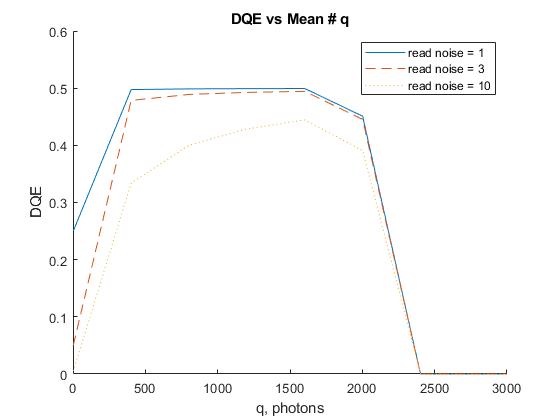 DQE vs Mean # q
read noise = 1
read noise = 3
read noise = 10
0.6
0.5
0.4
0.3
0.2
0.1
0
DQE
0 500 1000 1500 2000 2500 3000
q, photons